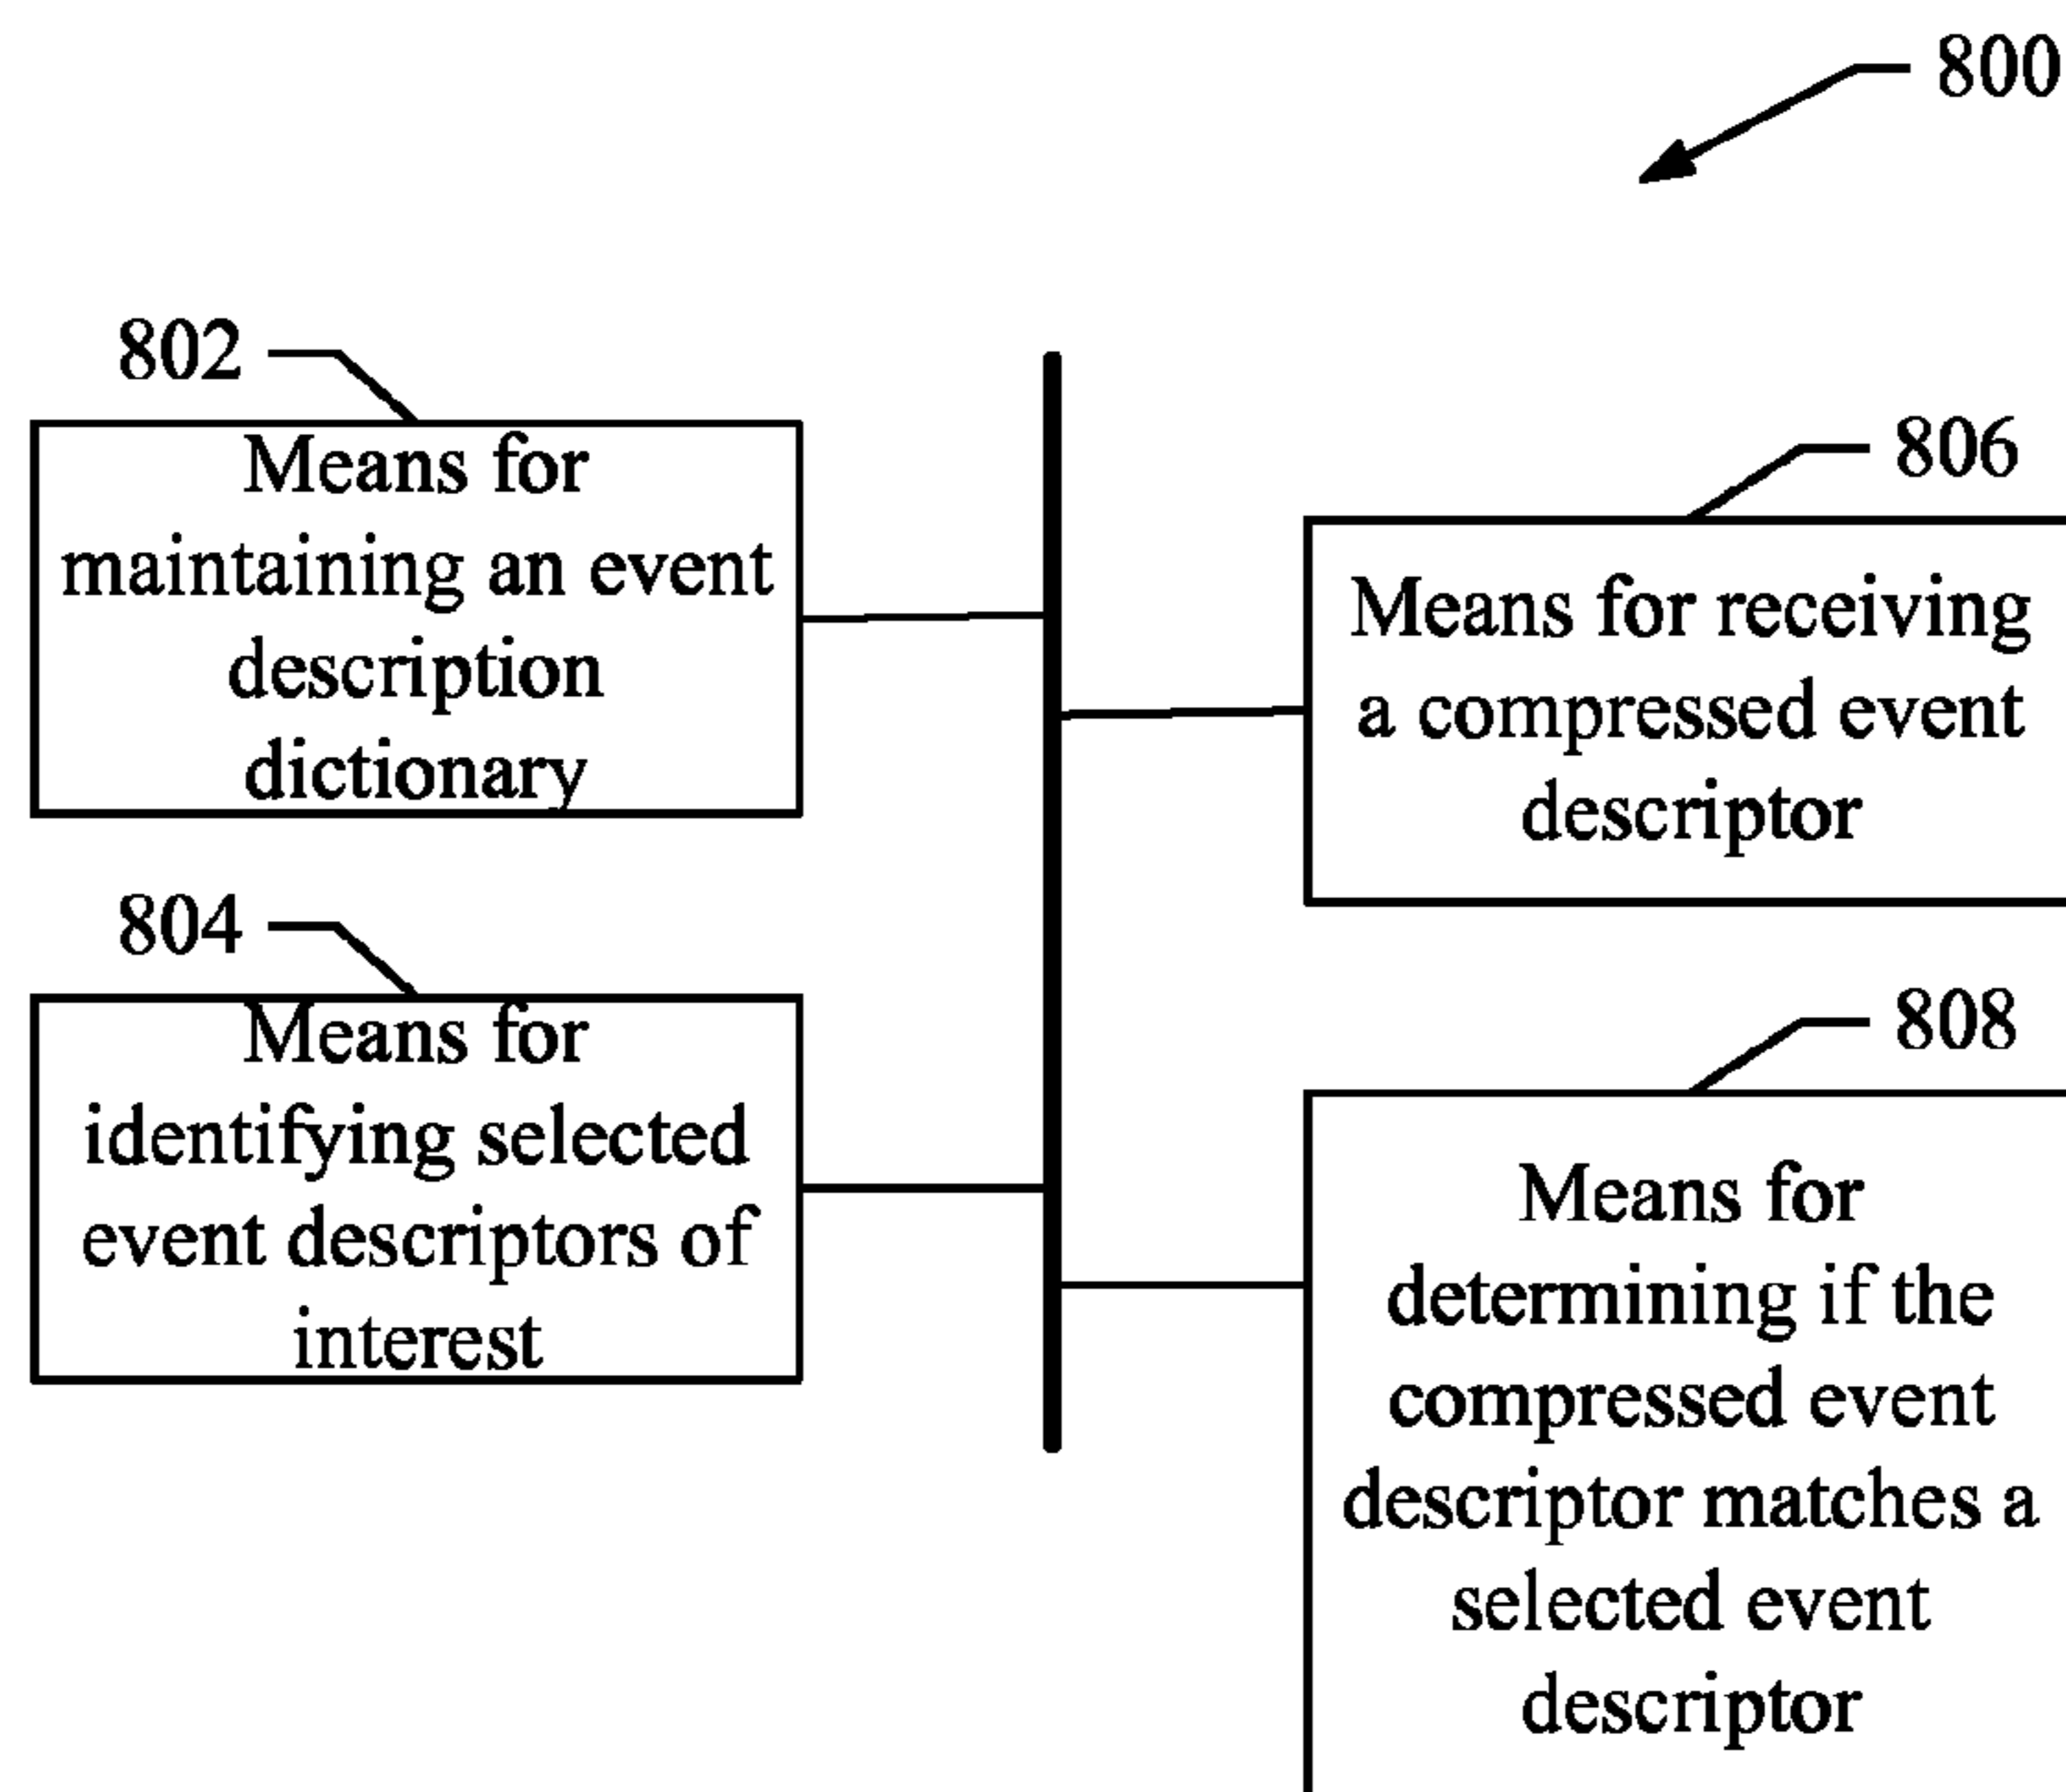 800
802
Means for
maintaining an event
description
dictionary
806
Means for receiving
a compressed event
descriptor
804
Means for
identifying selected
event descriptors of
interest
808
Means for
determining if the
compressed event
descriptor matches a
selected event
descriptor